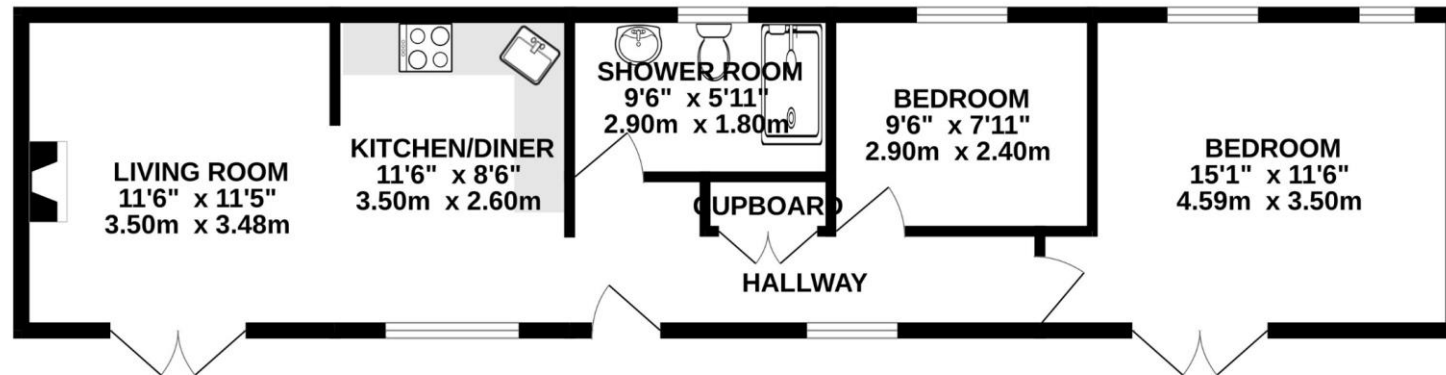 LIVING ROOM
11'6" x 11'5"
3.50m x 3.48m
KITCHEN/DINER
11'6" x 8'6"
3.50m x 2.60m
SHOWER ROOM
9'6" x 5'11"
2.90m x 1.80m
CUPBOARD
HALLWAY
BEDROOM
9'6" x 7'11"
2.90m x 2.40m
BEDROOM
15'1" x 11'6"
4.59m x 3.50m